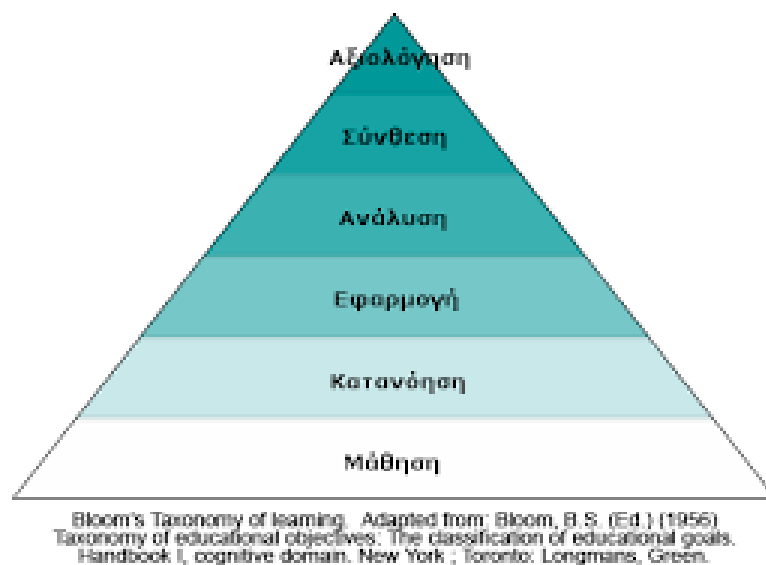 Αξιολόγηση
Σύνθεση
Ανάλυση
Εφαρμογή
Κατανόηση
Μάθηση
Bloom's Taxonomy of learning. Adapted from: Bloom, B.S. (Ed.) (1956)
Taxonomy of educational objectives: The classification of educational goals.
Handbook I, cognitive domain. New York ; Toronto: Longmans, Green.